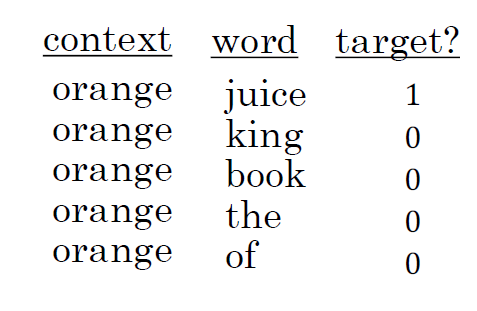 context word target?
orange juice 1
orange king 0
orange book 0
orange the 0
orange of 0